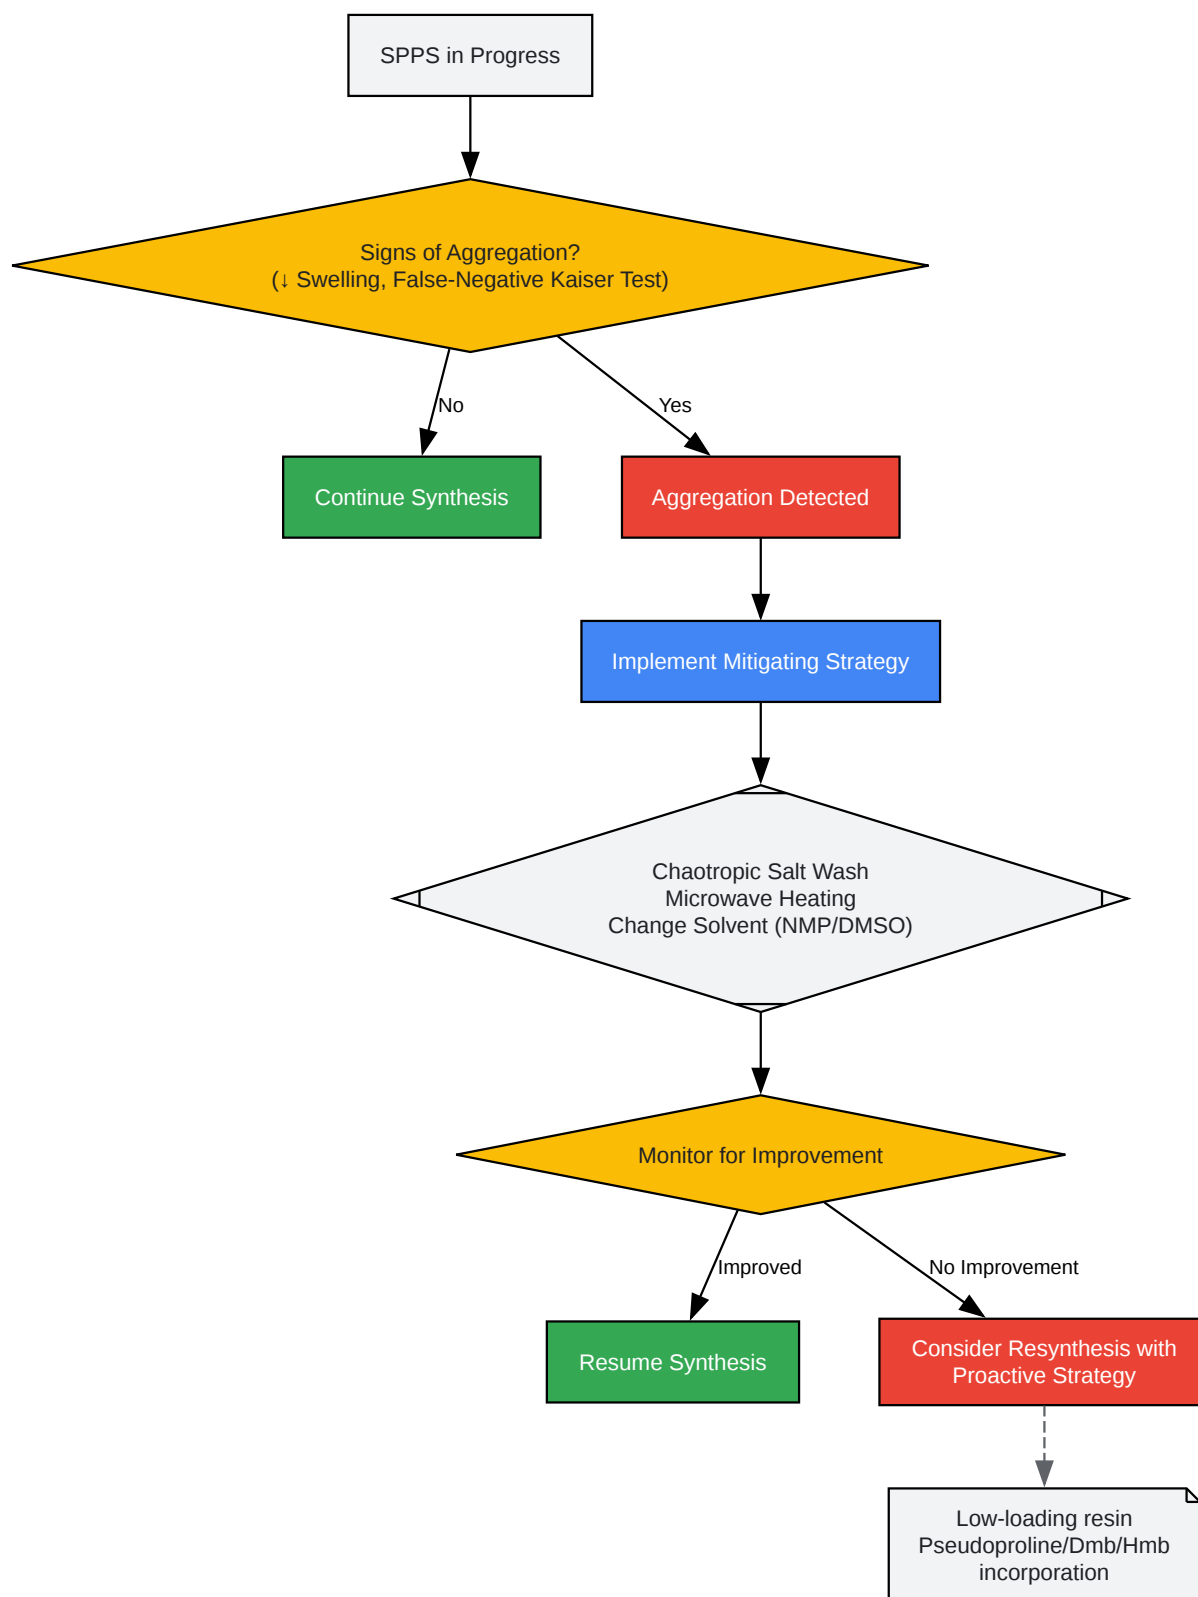 SPPS in Progress
Signs of Aggregation?
(↓ Swelling, False-Negative Kaiser Test)
No
Yes
Continue Synthesis
Aggregation Detected
Implement Mitigating Strategy
Chaotropic Salt Wash
Microwave Heating
Change Solvent (NMP/DMSO)
Monitor for Improvement
Improved
No Improvement
Resume Synthesis
Consider Resynthesis with
Proactive Strategy
Low-loading resin
Pseudoproline/Dmb/Hmb
incorporation